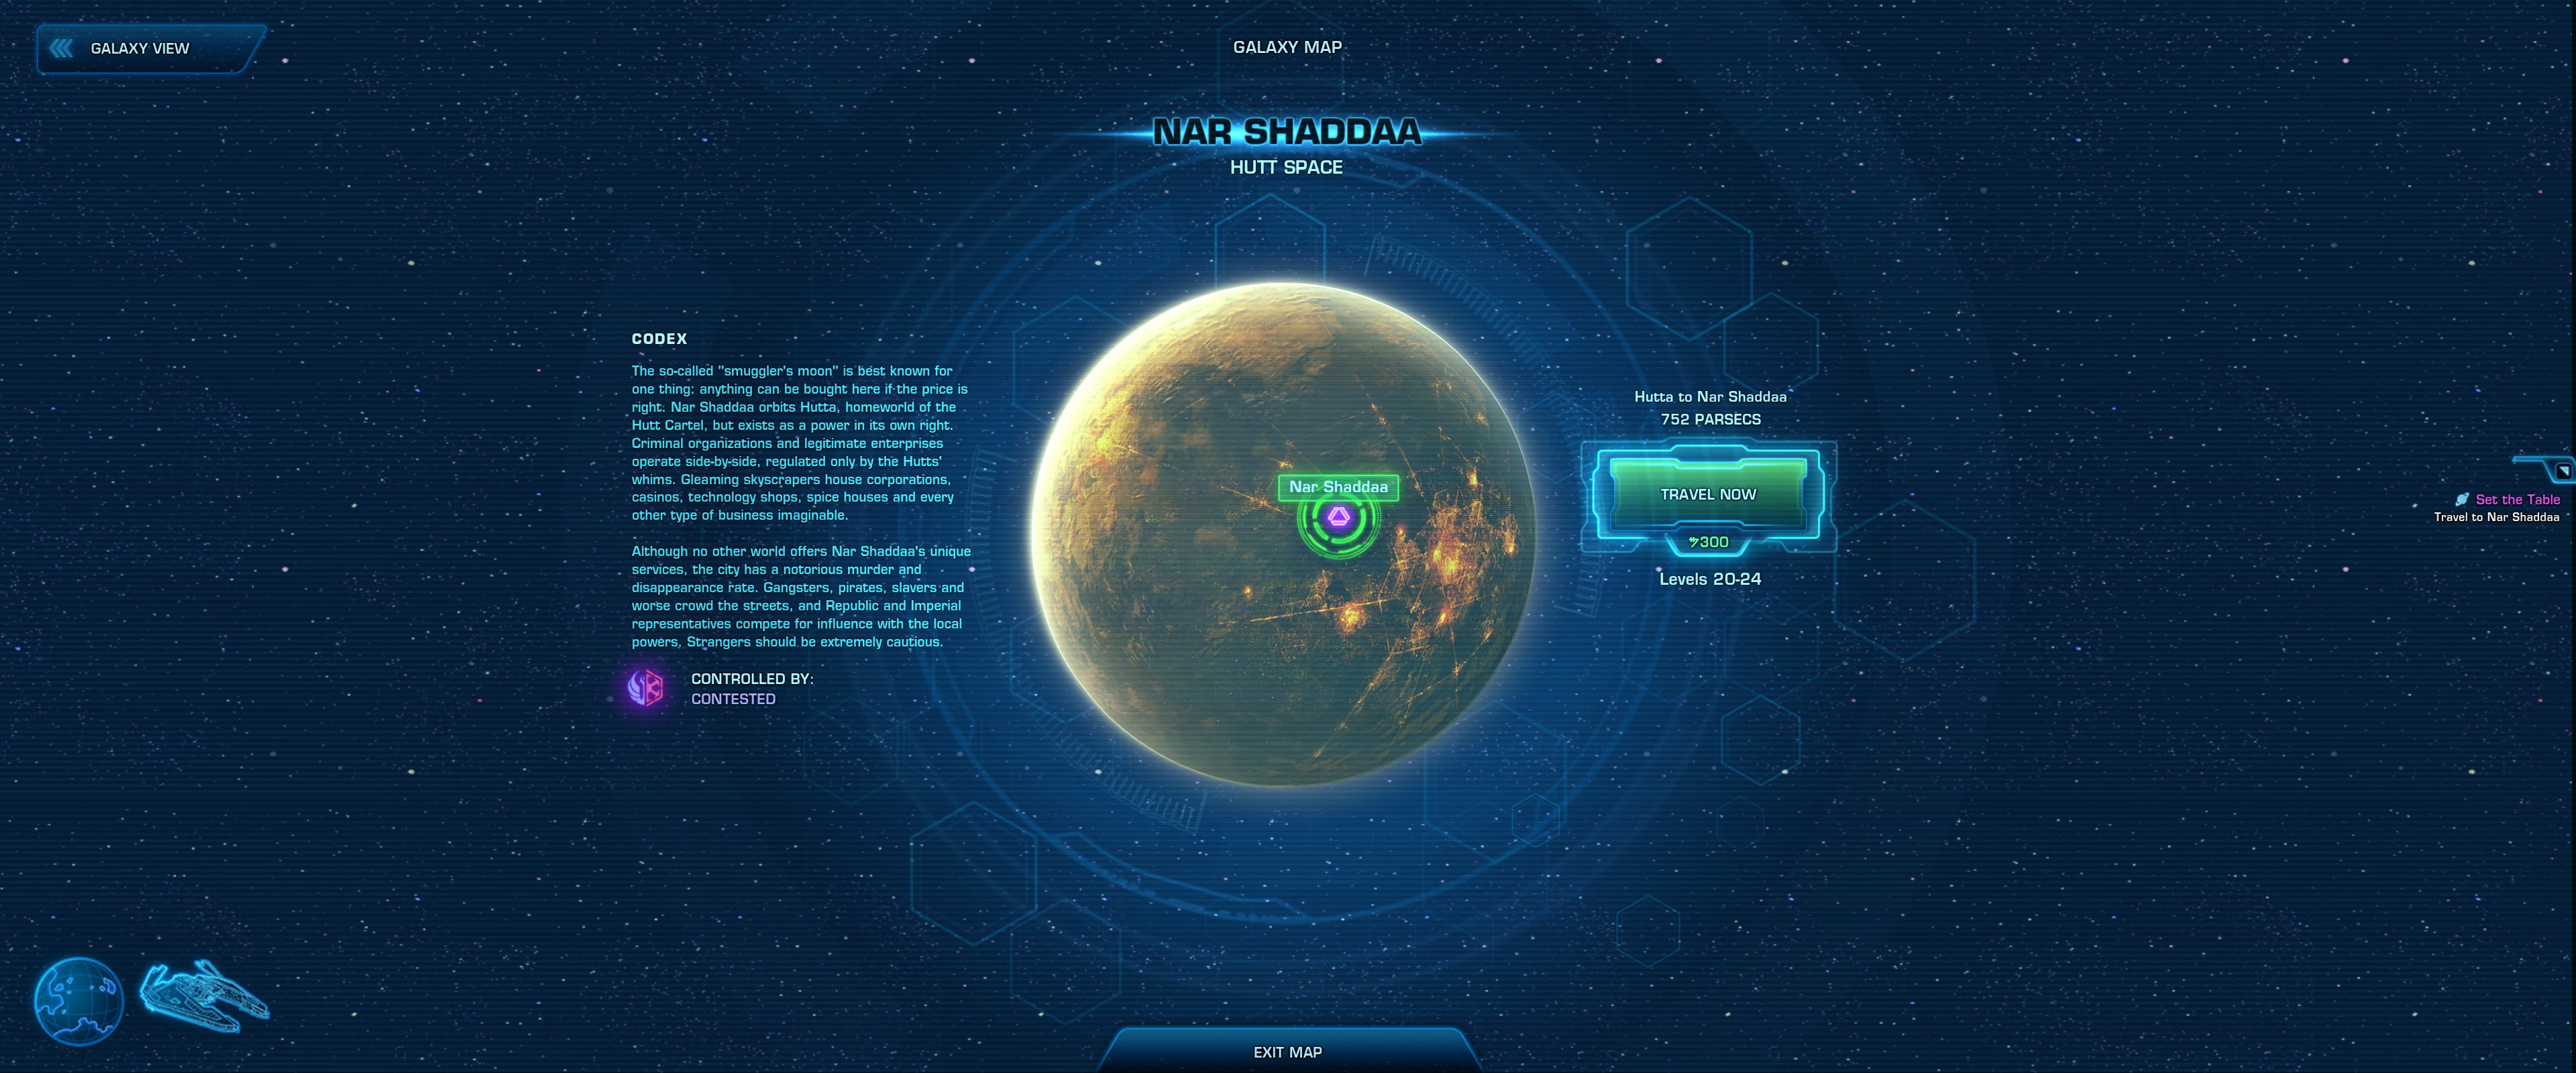 GALAXY VIEW
GALAXY MAP
NAR SHADDAA
HUTT SPACE
CODEX
The so-called "smuggler's moon" is best known for
one thing: anything can be bought here if the price is
right. Nar Shaddaa orbits Hutta, homeworld of the
Hutt Cartel, but exists as a power in its own right.
Criminal organizations and legitimate enterprises
operate side-by-side, regulated only by the Hutts'
whims. Gleaming skyscrapers house corporations,
casinos, technology shops, spice houses and every
other type of business imaginable.
Although no other world offers Nar Shaddaa's unique
services, the city has a notorious murder and
disappearance rate. Gangsters, pirates, slavers and
worse crowd the streets, and Republic and Imperial
representatives compete for influence with the local
powers, Strangers should be extremely cautious.
CONTROLLED BY:
CONTESTED
Nar Shaddaa
Hutta to Nar Shaddaa
752 PARSECS
TRAVEL NOW
300
Levels 20-24
Set the Table
Travel to Nar Shaddaa
EXIT MAP